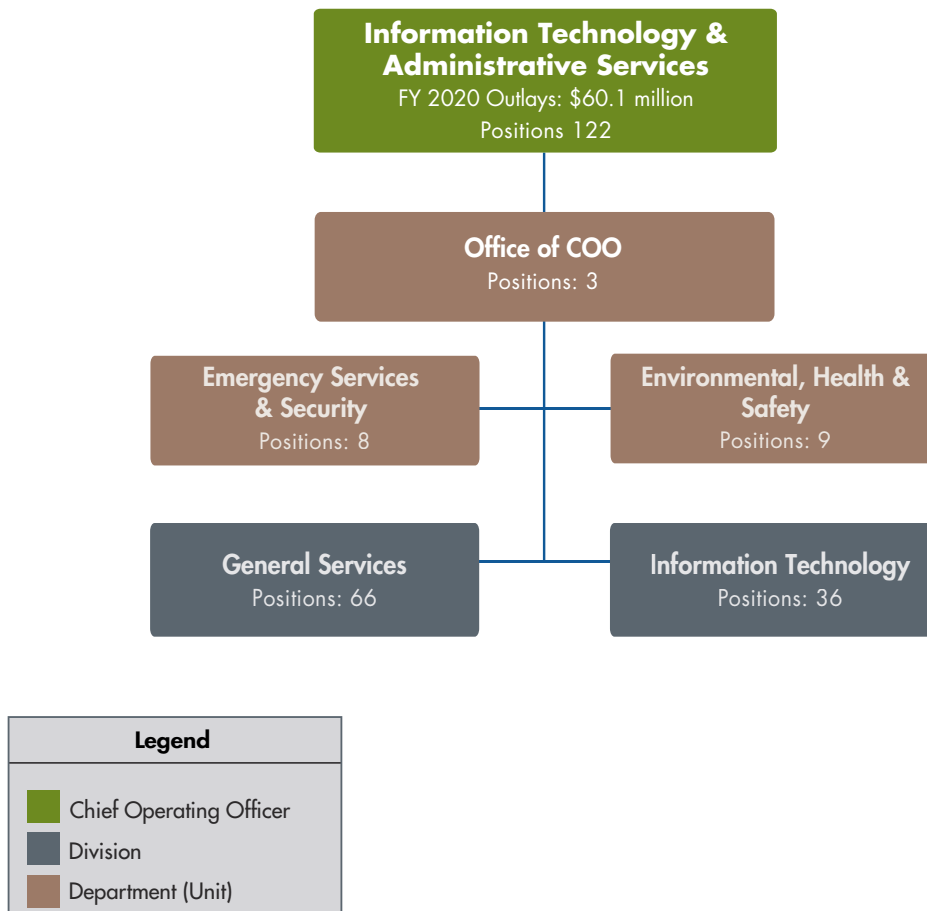 Information Technology &
Administrative Services
FY 2020 Outlays: $60.1 million
Positions 122
Office of COO
Positions: 3
Emergency Services
& Security
Positions: 8
Environmental, Health &
Safety
Positions: 9
General Services
Positions: 66
Information Technology
Positions: 36
Legend
Chief Operating Officer
Division
Department (Unit)